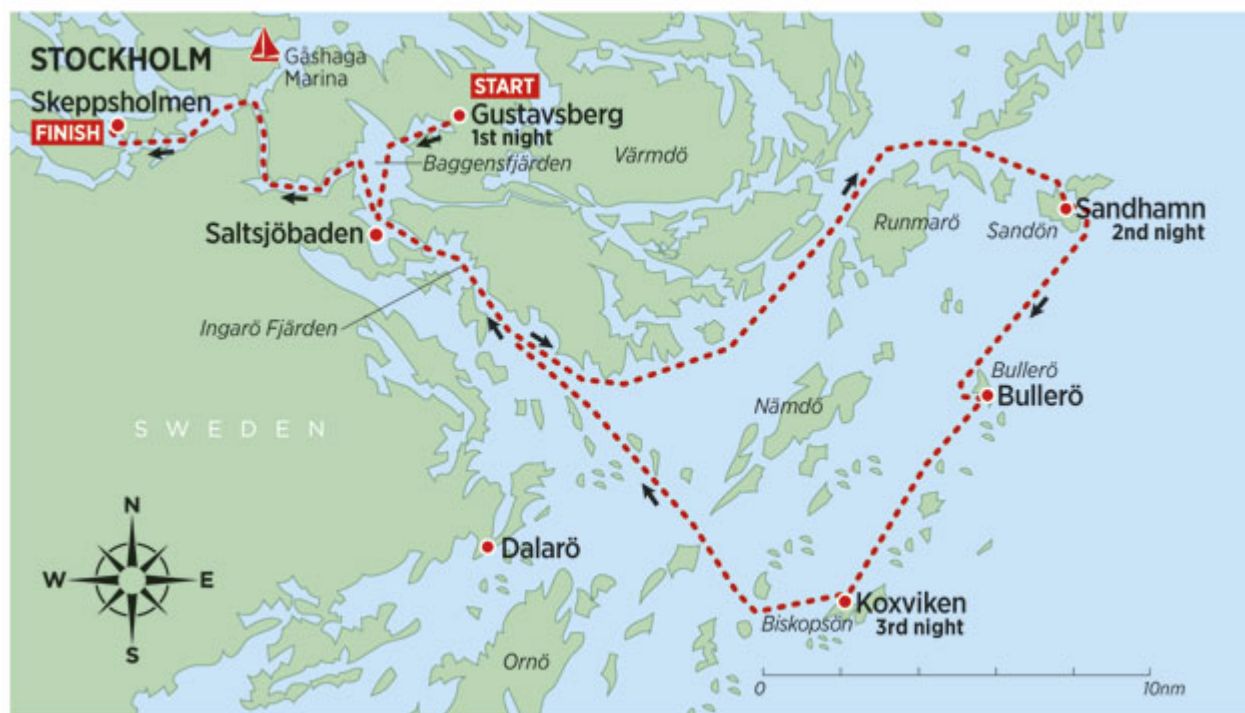 STOCKHOLM
Gåshaga
Marina
Skeppsholmen
FINISH
START
Gustavsberg
1st night
Baggensfjärden
Värmdö
Saltsjöbaden
Runmarö
Sandön
Sandhamn
2nd night
Ingarö Fjärden
Bullerö
Bullerö
Nämdö
SWEDEN
N
W
E
S
Dalarö
Koxviken
3rd night
Biskopsön
Ornö
0
10nm